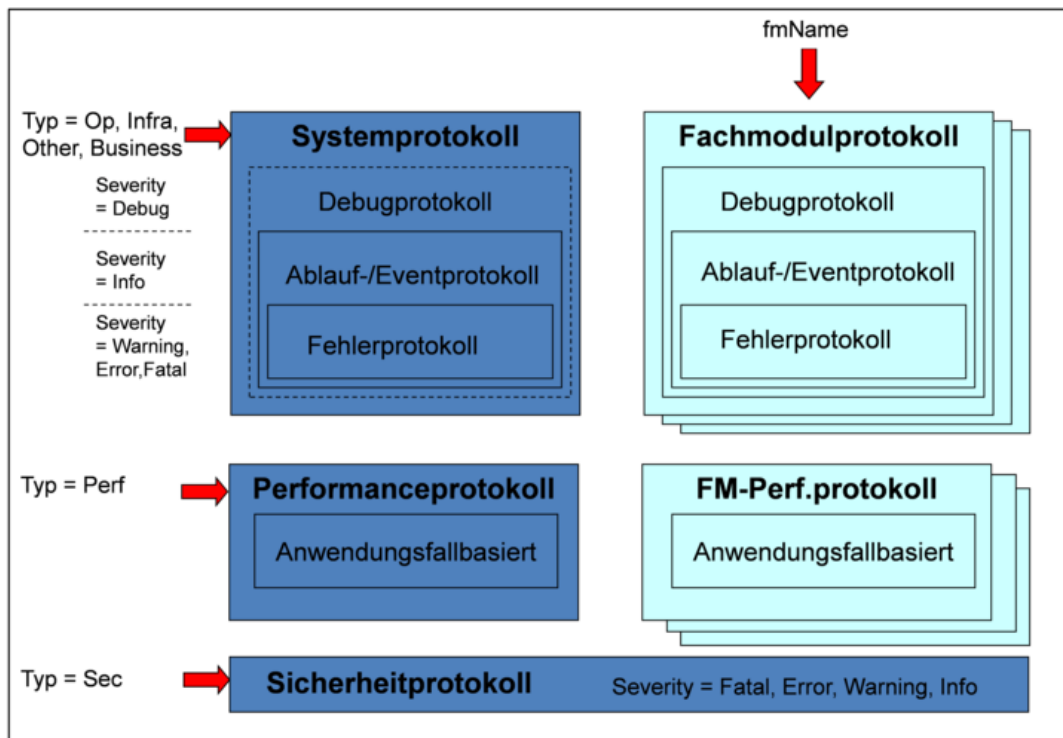 fmName
Typ = Op, Infra,
Other, Business
Systemprotokoll
Fachmodulprotokoll
Severity
= Debug
Debugprotokoll
Debugprotokoll
Severity
= Info
Ablauf-/Eventprotokoll
Ablauf-/Eventprotokoll
Severity
= Warning,
Error,Fatal
Fehlerprotokoll
Fehlerprotokoll
Typ = Perf
Performanceprotokoll
FM-Perf.protokoll
Anwendungsfallbasiert
Anwendungsfallbasiert
Typ = Sec
Sicherheitprotokoll
Severity = Fatal, Error, Warning, Info